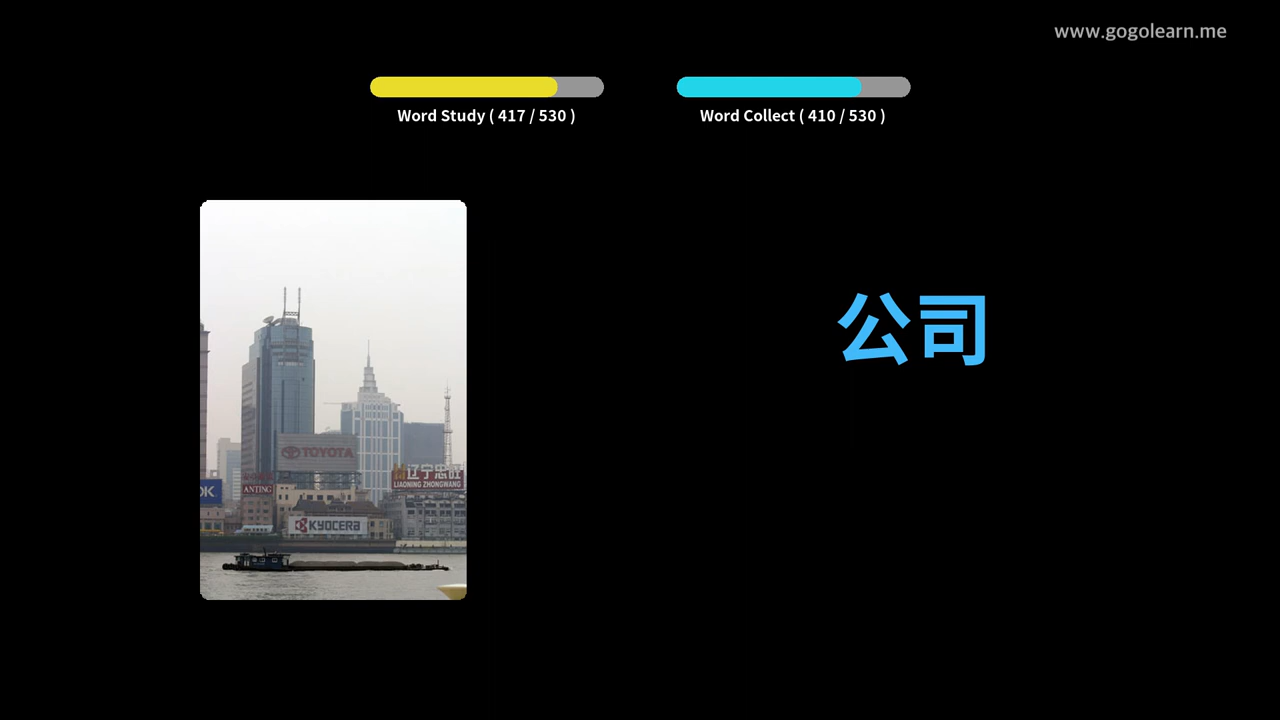 www.gogolearn.me
Word Study ( 417 / 530 )
Word Collect ( 410 / 530 )
公司
TOYOTA
辽宁忠旺
LIAONING ZHONGWANG
ANTING
OK
KYOCERA